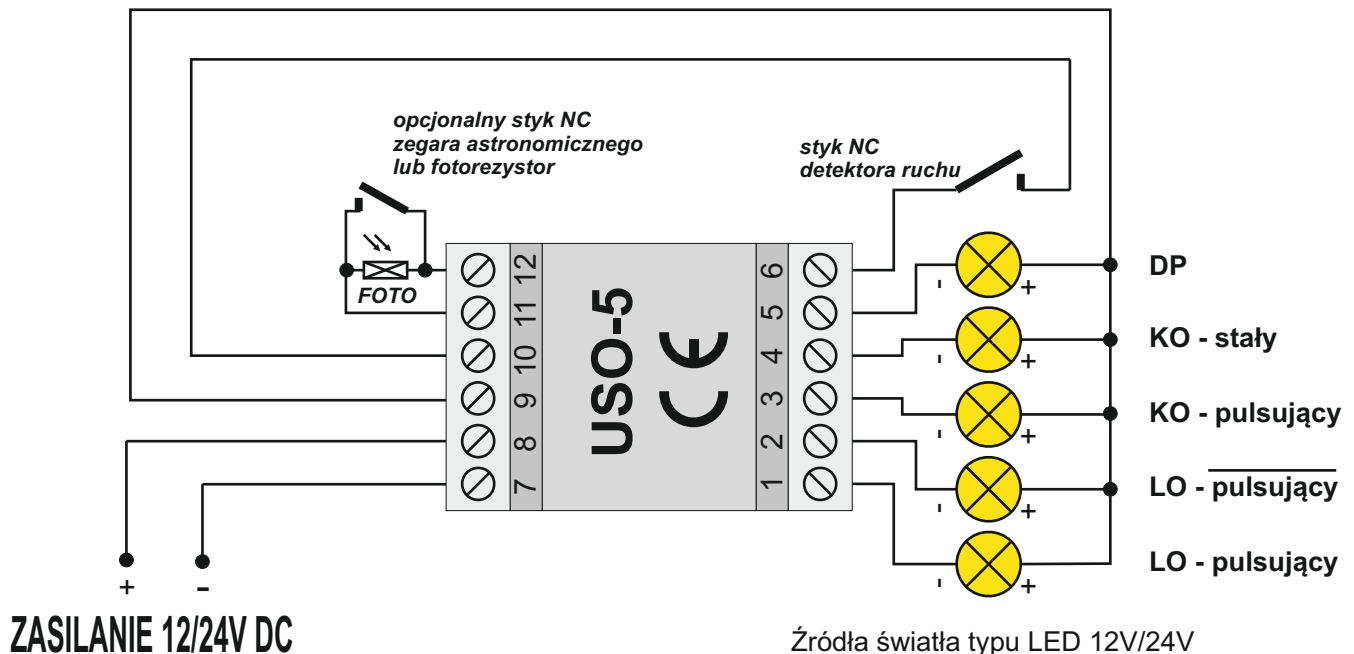 opcjonalny styk NC
zegara astronomicznego
lub fotorezystor
styk NC
detektora ruchu
FOTO
12
11
10
9
8
7
USO-5
CE
6
5
4
3
2
1
- +
- +
- +
- +
- +
DP
KO - stały
KO - pulsujący
LO - pulsujący
LO - pulsujący
+ -
ZASILANIE 12/24V DC
Źródła światła typu LED 12V/24V